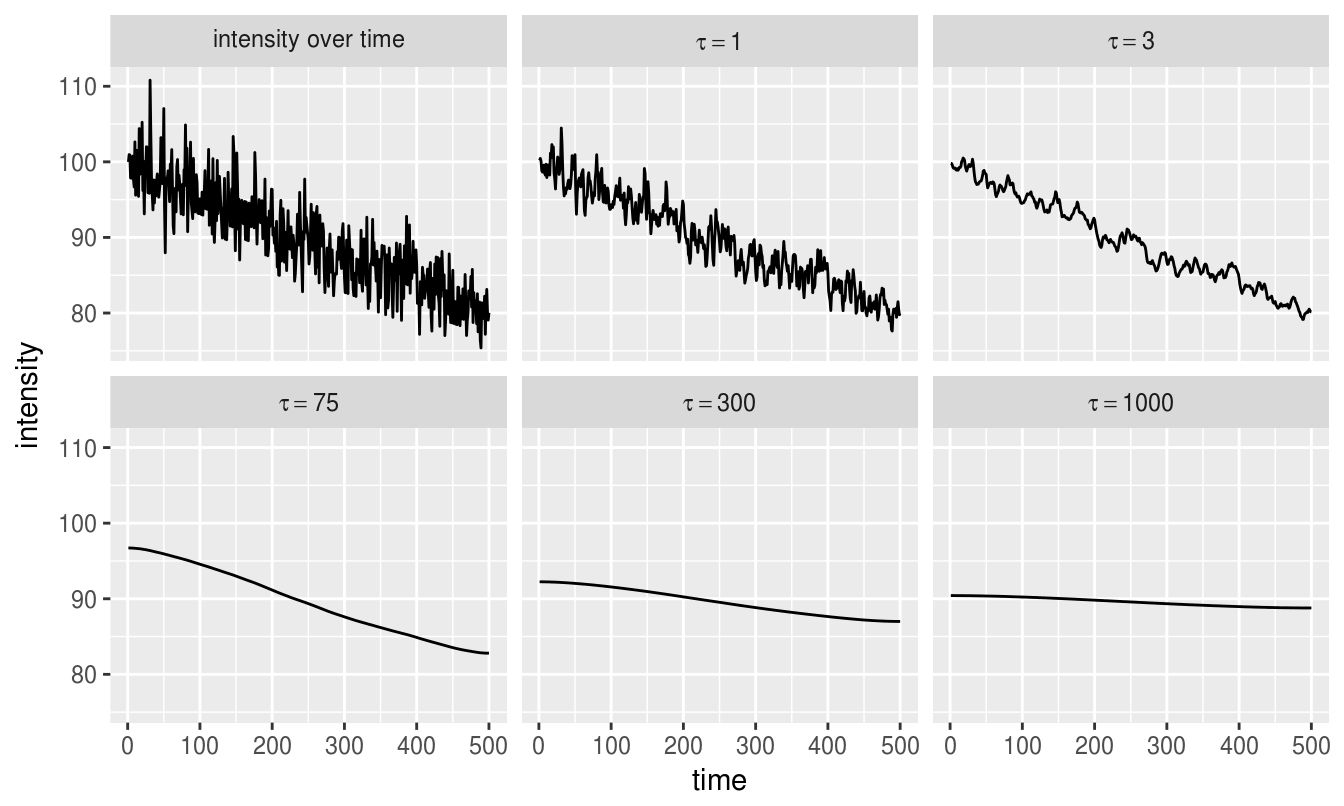 intensity over time
τ = 1
τ = 3
110
100
90
80
τ = 75
τ = 300
τ = 1000
110
100
90
80
intensity
0 100 200 300 400 500 0 100 200 300 400 500 0 100 200 300 400 500
time